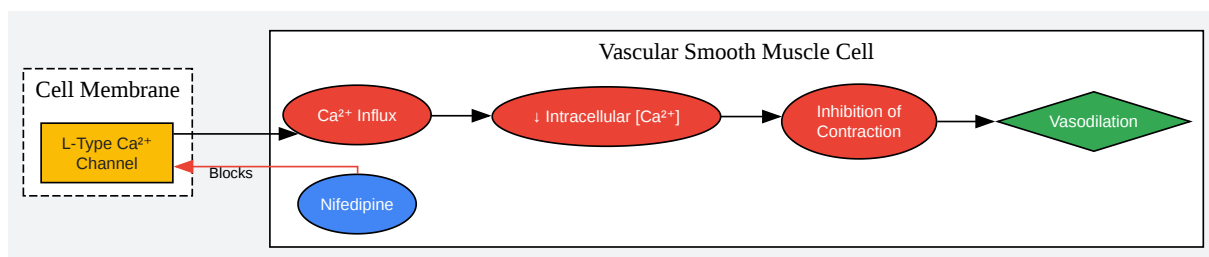 Vascular Smooth Muscle Cell
Cell Membrane
L-Type Ca²⁺
Channel
Ca²⁺ Influx
↓ Intracellular [Ca²⁺]
Inhibition of
Contraction
Vasodilation
Blocks
Nifedipine